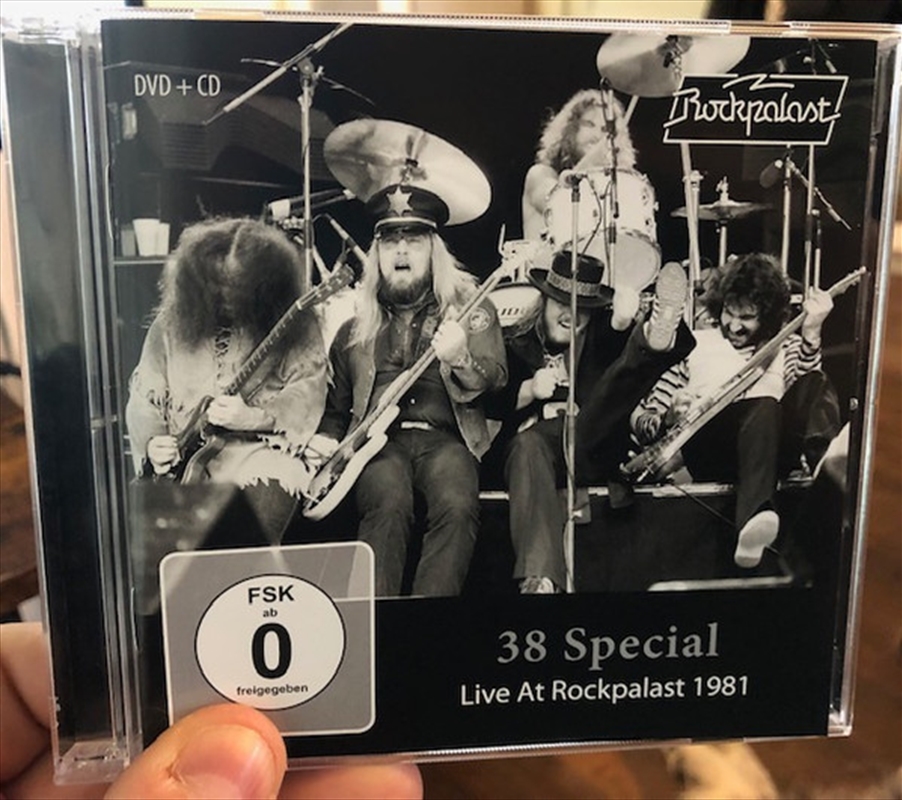 DVD + CD
Rockpalast
FSK
ab
0
freigegeben
38 Special
Live At Rockpalast 1981